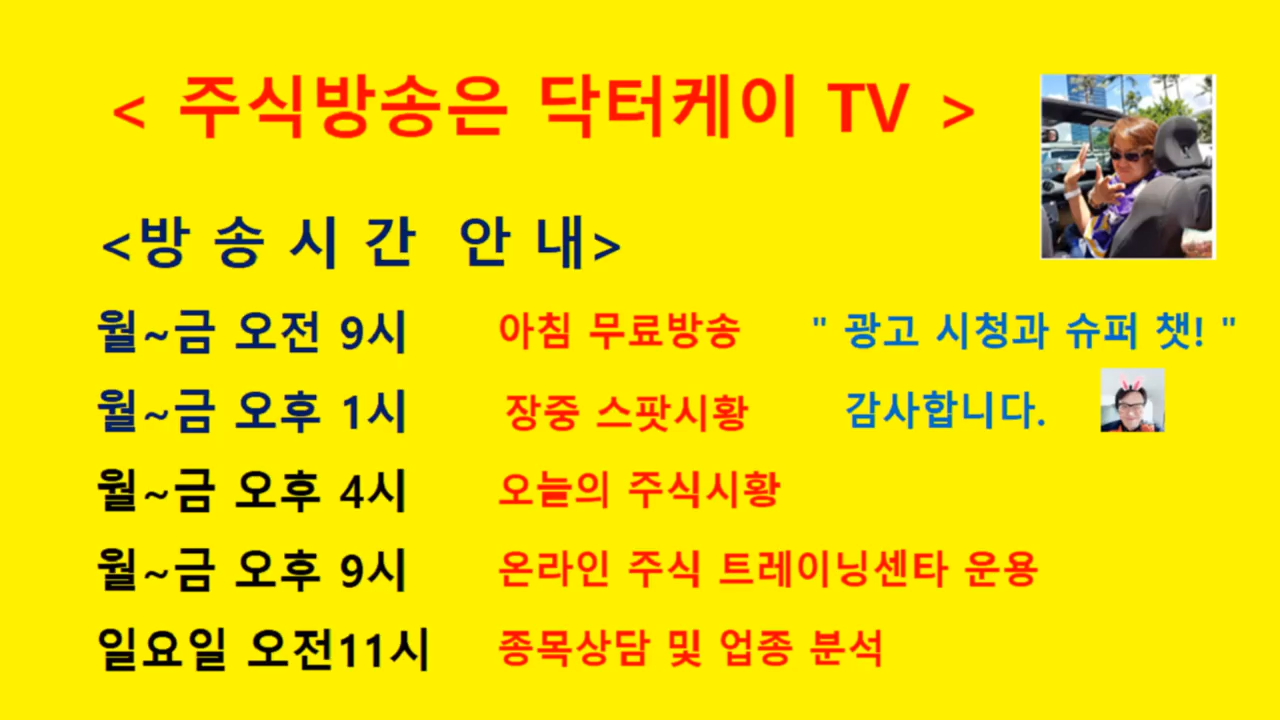 < 주식방송은 닥터케이 TV >
<방 송 시 간 안 내>
월~금 오전 9시 아침 무료방송 " 광고 시청과 슈퍼 챗! "
월~금 오후 1시 장중 스팟시황 감사합니다.
월~금 오후 4시 오늘의 주식시황
월~금 오후 9시 온라인 주식 트레이닝센타 운용
일요일 오전11시 종목상담 및 업종 분석